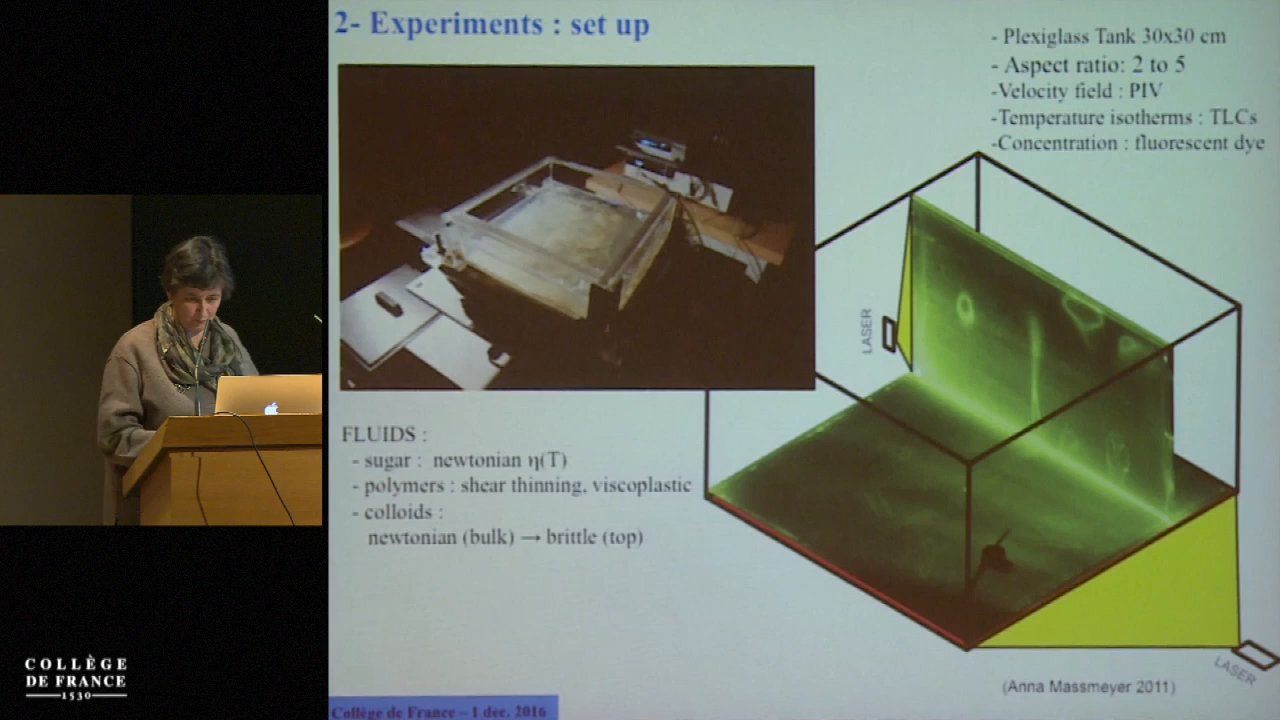 2- Experiments : set up
- Plexiglass Tank 30x30 cm
- Aspect ratio: 2 to 5
-Velocity field : PIV
-Temperature isotherms : TLCs
-Concentration : fluorescent dye
LASER
FLUIDS :
- sugar : newtonian η(T)
- polymers : shear thinning, viscoplastic
- colloids :
newtonian (bulk) → brittle (top)
LASER
(Anna Massmeyer 2011)
Collège de France – 1 dec. 2016
COLLÈGE
DE FRANCE
1530